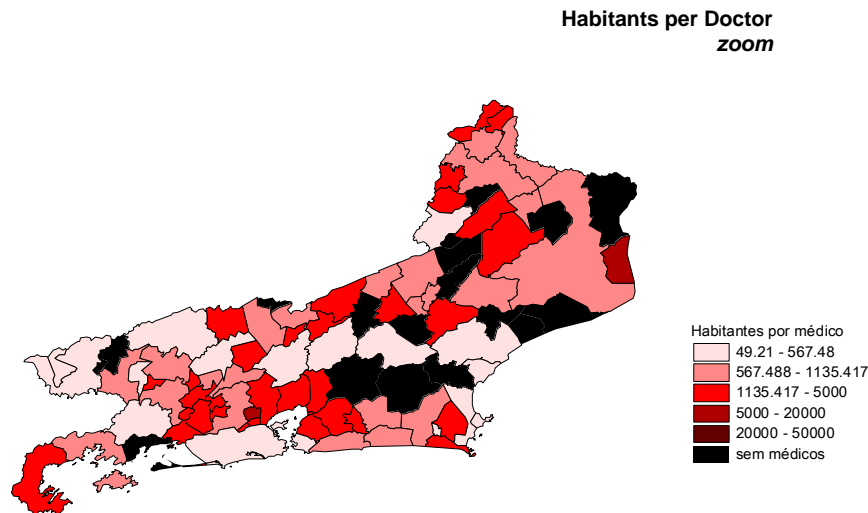 Habitants per Doctor
zoom
Habitantes por médico
49.21 - 567.48
567.488 - 1135.417
1135.417 - 5000
5000 - 20000
20000 - 50000
sem médicos